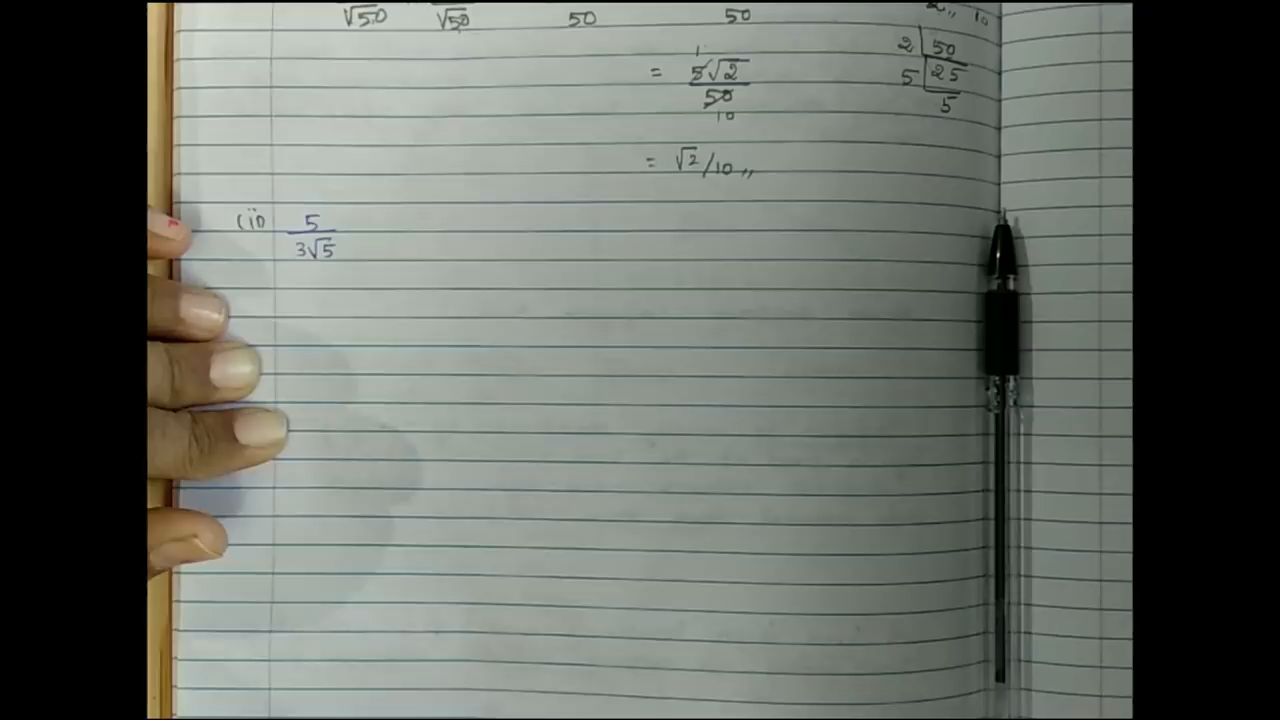 √50 √50 50 50
2 | 50
= 5√2 / 50 5 | 25
1 10 5
= √2/10 ,,
(ii) 5 / 3√5